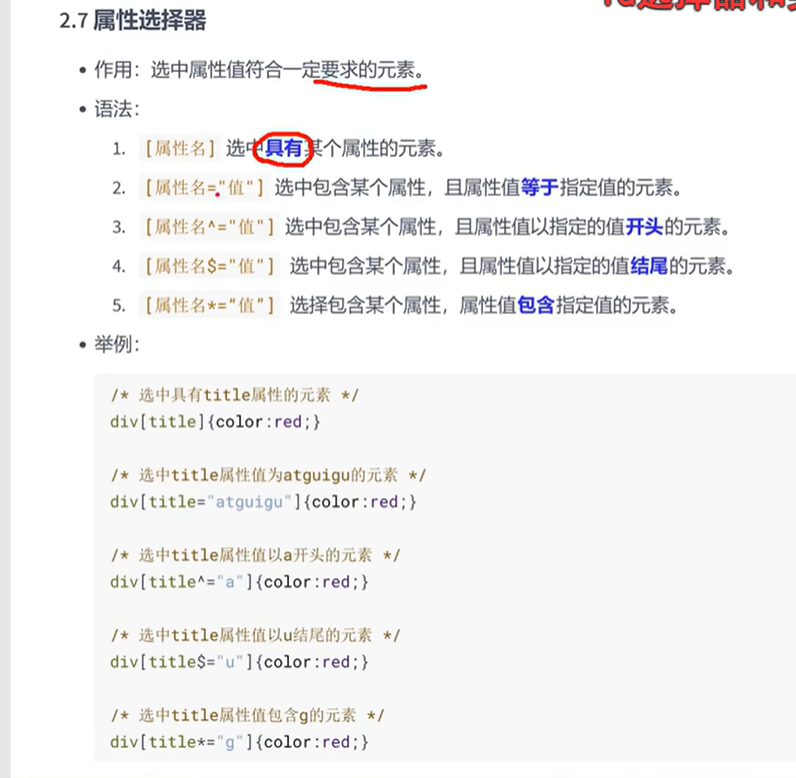 2.7 属性选择器
• 作用：选中属性值符合一定要求的元素。
• 语法：
1. [属性名] 选中具有某个属性的元素。
2. [属性名="值"] 选中包含某个属性，且属性值等于指定值的元素。
3. [属性名^="值"] 选中包含某个属性，且属性值以指定的值开头的元素。
4. [属性名$="值"] 选中包含某个属性，且属性值以指定的值结尾的元素。
5. [属性名*=“值”] 选择包含某个属性，属性值包含指定值的元素。
• 举例：
/* 选中具有title属性的元素 */
div[title]{color:red;}
/* 选中title属性值为atguigu的元素 */
div[title="atguigu"]{color:red;}
/* 选中title属性值以a开头的元素 */
div[title^="a"]{color:red;}
/* 选中title属性值以u结尾的元素 */
div[title$="u"]{color:red;}
/* 选中title属性值包含g的元素 */
div[title*="g"]{color:red;}